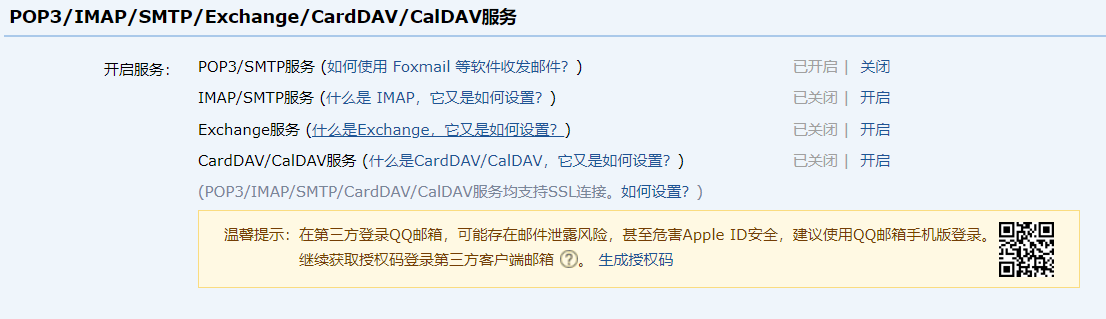 POP3/IMAP/SMTP/Exchange/CardDAV/CalDAV服务
开启服务： POP3/SMTP服务 (如何使用 Foxmail 等软件收发邮件？) 已开启 | 关闭
IMAP/SMTP服务 (什么是 IMAP，它又是如何设置？) 已关闭 | 开启
Exchange服务 (什么是Exchange，它又是如何设置？) 已关闭 | 开启
CardDAV/CalDAV服务 (什么是CardDAV/CalDAV，它又是如何设置？) 已关闭 | 开启
(POP3/IMAP/SMTP/CardDAV/CalDAV服务均支持SSL连接。如何设置？)
温馨提示：在第三方登录QQ邮箱，可能存在邮件泄露风险，甚至危害Apple ID安全，建议使用QQ邮箱手机版登录。
继续获取授权码登录第三方客户端邮箱 ?。 生成授权码